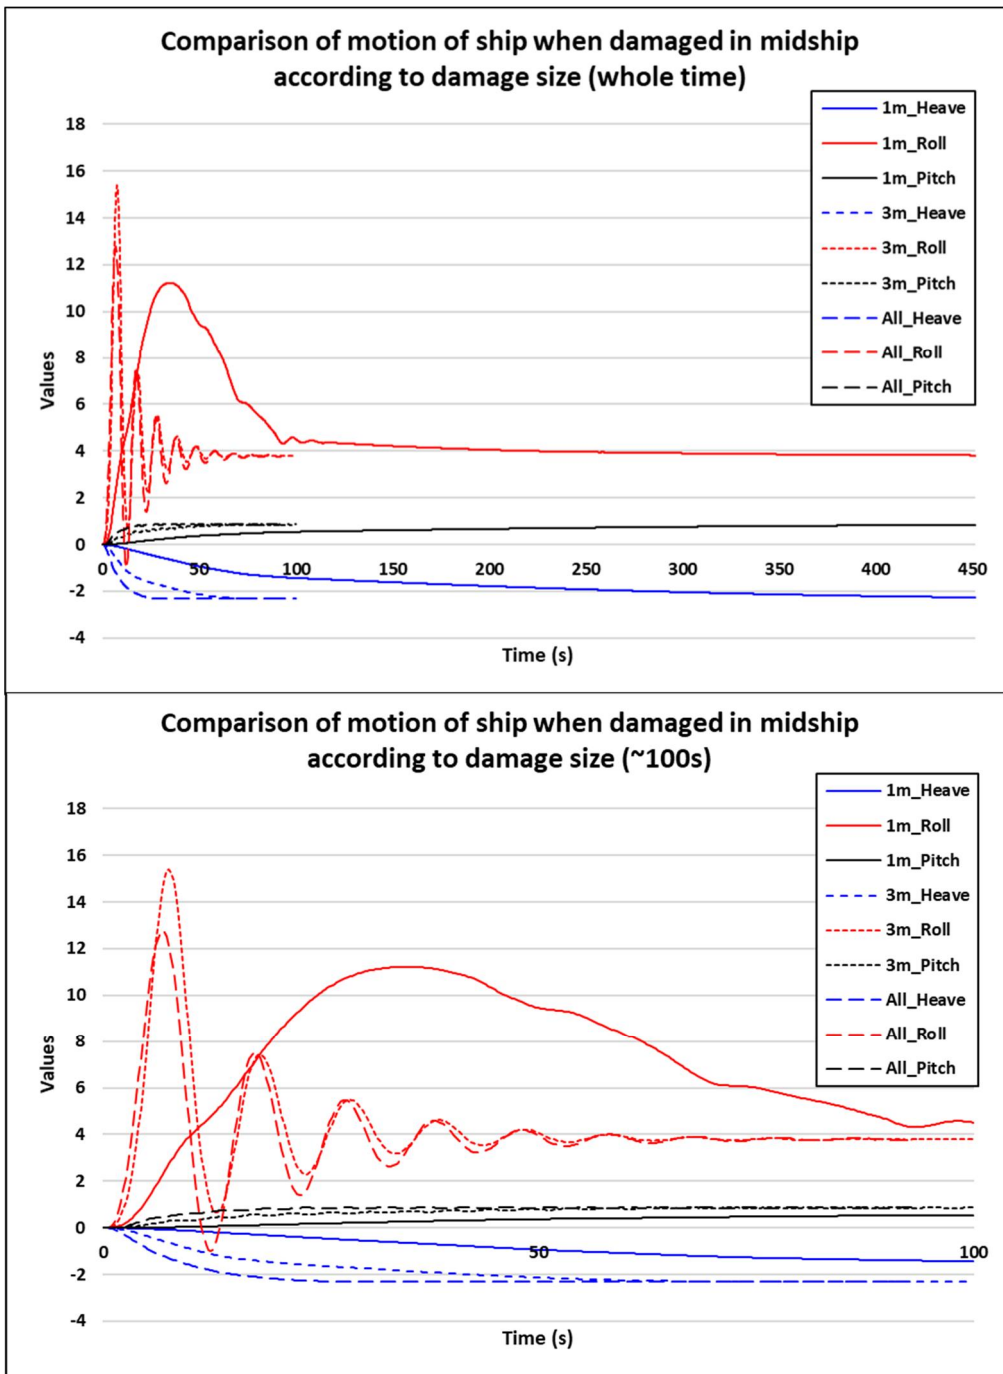 Comparison of motion of ship when damaged in midship
according to damage size (whole time)
18
16
14
12
10
8
6
4
2
0
-2
-4
Values
0 50 100 150 200 250 300 350 400 450
Time (s)
1m_Heave
1m_Roll
1m_Pitch
3m_Heave
3m_Roll
3m_Pitch
All_Heave
All_Roll
All_Pitch
Comparison of motion of ship when damaged in midship
according to damage size (~100s)
18
16
14
12
10
8
6
4
2
0
-2
-4
Values
0 50 100
Time (s)
1m_Heave
1m_Roll
1m_Pitch
3m_Heave
3m_Roll
3m_Pitch
All_Heave
All_Roll
All_Pitch